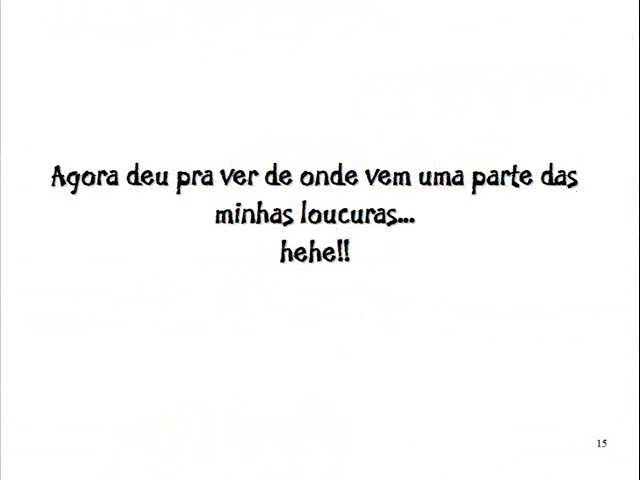 Agora deu pra ver de onde vem uma parte das
minhas loucuras...
hehe!!
15